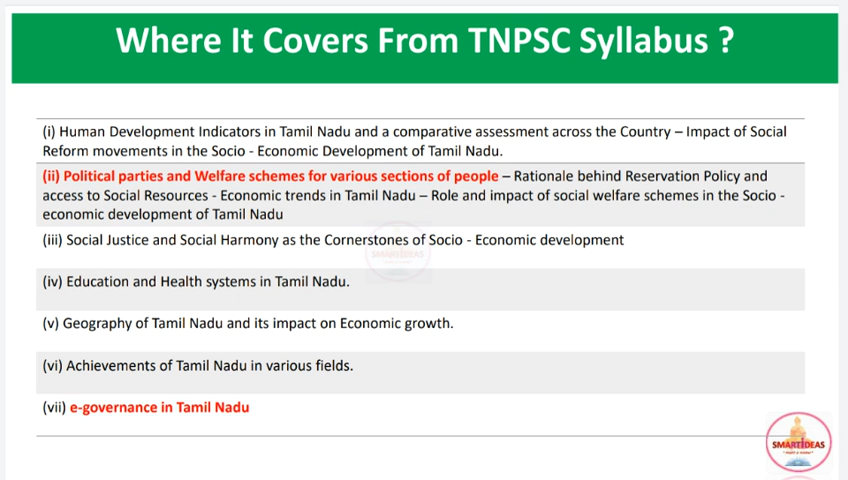 Where It Covers From TNPSC Syllabus ?
(i) Human Development Indicators in Tamil Nadu and a comparative assessment across the Country – Impact of Social
Reform movements in the Socio - Economic Development of Tamil Nadu.
(ii) Political parties and Welfare schemes for various sections of people – Rationale behind Reservation Policy and
access to Social Resources - Economic trends in Tamil Nadu – Role and impact of social welfare schemes in the Socio -
economic development of Tamil Nadu
(iii) Social Justice and Social Harmony as the Cornerstones of Socio - Economic development
SMARTIDEAS
(iv) Education and Health systems in Tamil Nadu.
(v) Geography of Tamil Nadu and its impact on Economic growth.
(vi) Achievements of Tamil Nadu in various fields.
(vii) e-governance in Tamil Nadu
SMARTIDEAS